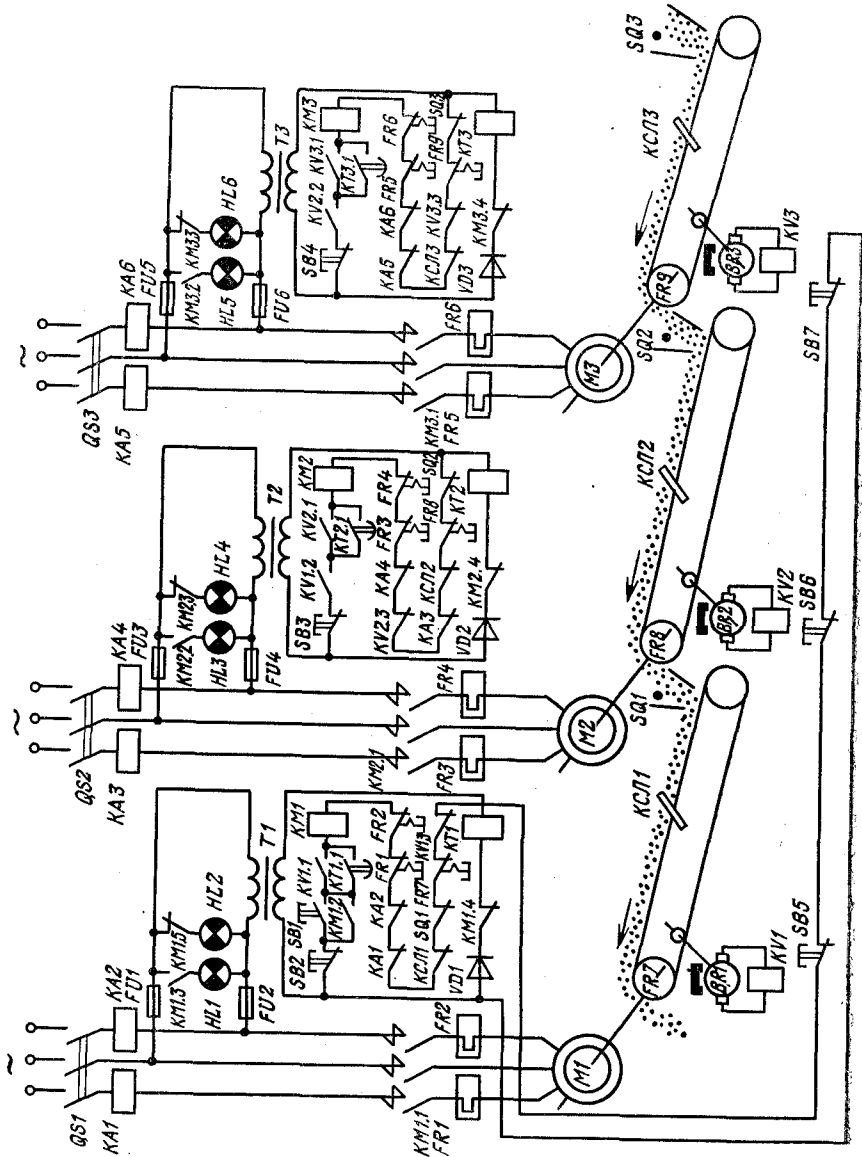 QS1
KA1
KA2
FU1
KM1.3
KM1.5
HL1
HL2
FU2
T1
SB2
SB1
KV1.1
KM1
KM1.2
KT1.1
KA1
KA2
FR1
FR2
КСЛ1
SQ1
FR7
KV1.3
KT1
VD1
KM1.4
KM1.1
FR1
FR2
M1
FR7
BR1
KV1
КСЛ1
SQ1
SB5
QS2
KA3
KA4
FU3
KM2.2
KM2.3
HL3
HL4
FU4
T2
SB3
KV1.2
KV2.1
KM2
KT2.1
KV2.3
KA4
FR3
FR4
KA3
КСЛ2
FR8
SQ2
KT2
VD2
KM2.4
KM2.1
FR3
FR4
M2
FR8
BR2
KV2
КСЛ2
SQ2
SB6
QS3
KA5
KA6
FU5
KM3.2
KM3.3
HL5
HL6
FU6
T3
SB4
KV2.2
KV3.1
KM3
KT3.1
KA5
KA6
FR5
FR6
КСЛ3
KV3.3
FR9
SQ3
KT3
VD3
KM3.4
KM3.1
FR5
FR6
M3
FR9
BR3
KV3
КСЛ3
SQ3
SB7